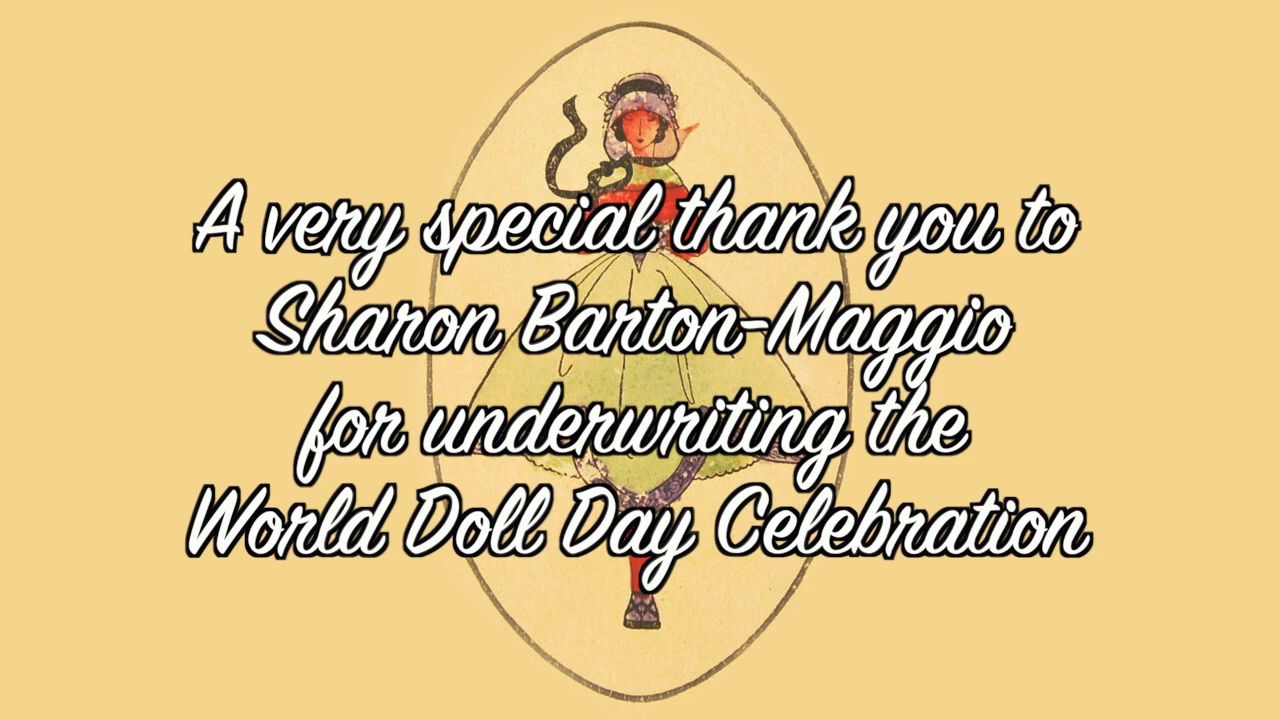 A very special thank you to
Sharon Barton-Maggio
for underwriting the
World Doll Day Celebration